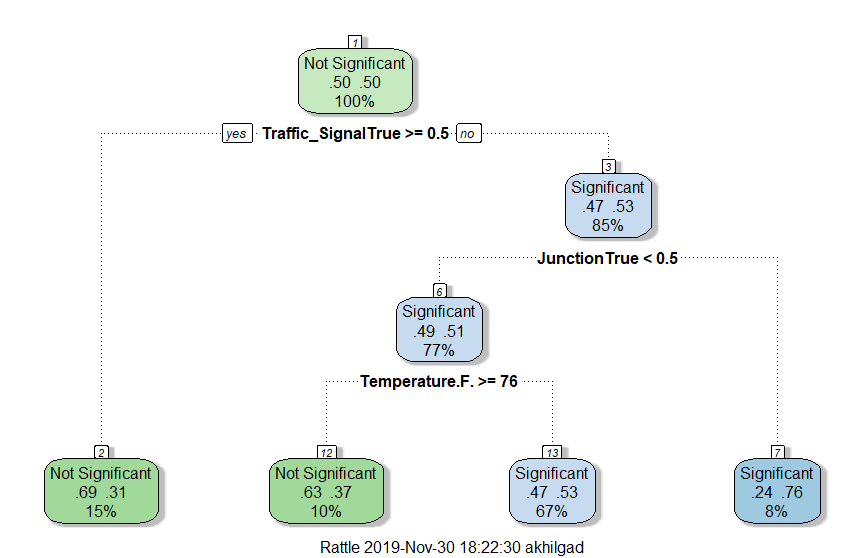 1
Not Significant
.50 .50
100%
yes Traffic_SignalTrue >= 0.5 no
3
Significant
.47 .53
85%
JunctionTrue < 0.5
6
Significant
.49 .51
77%
Temperature.F. >= 76
2
Not Significant
.69 .31
15%
12
Not Significant
.63 .37
10%
13
Significant
.47 .53
67%
7
Significant
.24 .76
8%
Rattle 2019-Nov-30 18:22:30 akhilgad